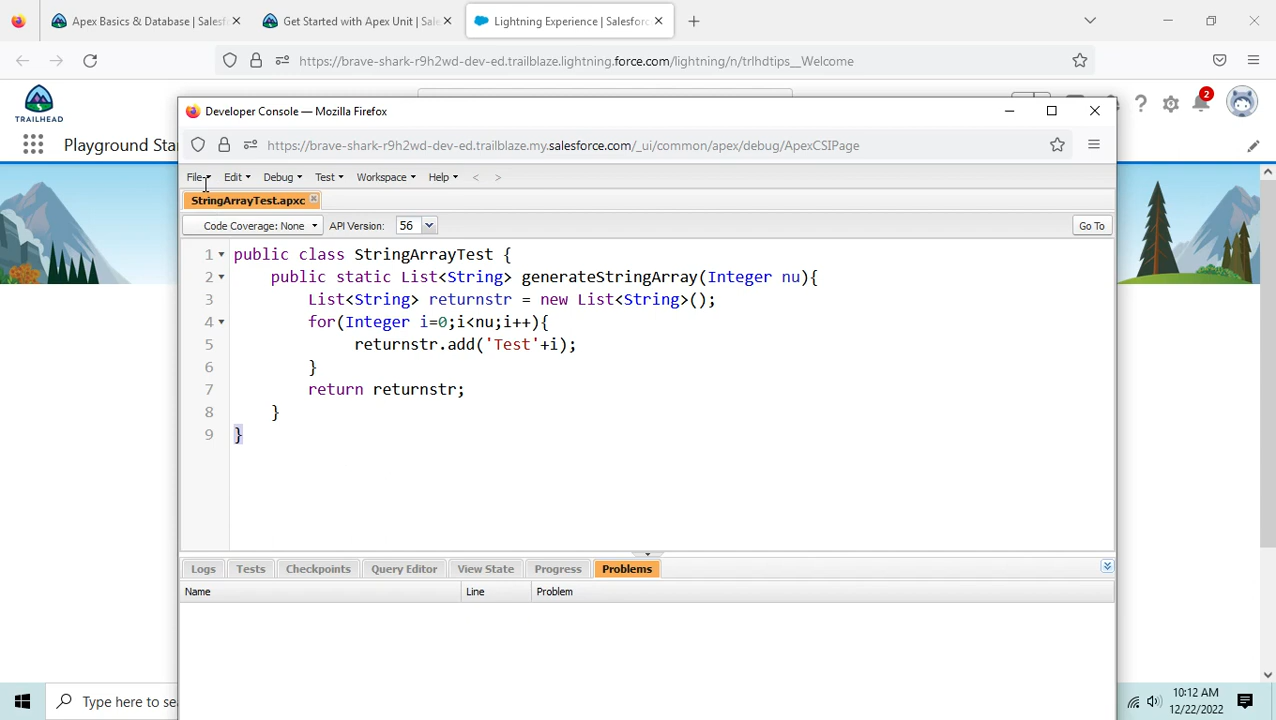 Apex Basics & Database | Salesf
Get Started with Apex Unit | Sale
Lightning Experience | Salesforc
https://brave-shark-r9h2wd-dev-ed.trailblaze.lightning.force.com/lightning/n/trlhdtips__Welcome
TRAILHEAD
2
Playground Sta
Developer Console — Mozilla Firefox
https://brave-shark-r9h2wd-dev-ed.trailblaze.my.salesforce.com/_ui/common/apex/debug/ApexCSIPage
File Edit Debug Test Workspace Help < >
StringArrayTest.apxc
Code Coverage: None API Version: 56 Go To
1 public class StringArrayTest {
2 public static List<String> generateStringArray(Integer nu){
3 List<String> returnstr = new List<String>();
4 for(Integer i=0;i<nu;i++){
5 returnstr.add('Test'+i);
6 }
7 return returnstr;
8 }
9 }
Logs Tests Checkpoints Query Editor View State Progress Problems
Name Line Problem
Type here to se
10:12 AM
12/22/2022